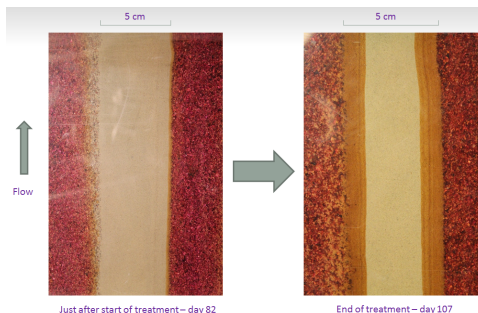 5 cm
5 cm
Flow
Just after start of treatment – day 82
End of treatment – day 107